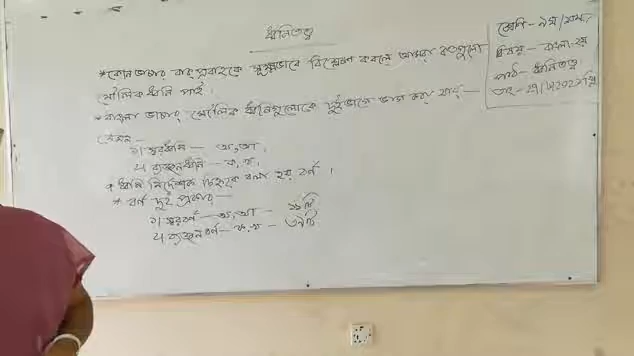 ধ্বনিতত্ত্ব
শ্রেণি - ৯ম/১০ম
বিষয় - বাংলা-২য়
পাঠ - ধ্বনিতত্ত্ব
তাং -
* কোন ভাষার বাক্ প্রবাহকে সূক্ষ্মভাবে বিশ্লেষণ করলে আমরা কতগুলো
মৌলিক ধ্বনি পাই।
* বাংলা ভাষার মৌলিক ধ্বনিগুলোকে দুইভাগে ভাগ করা যায় —
যেমন —
১। স্বরধ্বনি — অ, আ।
২। ব্যঞ্জনধ্বনি — ক, খ।
* ধ্বনি নির্দেশক চিহ্নকে বলা হয় বর্ণ।
* বর্ণ দুই প্রকার —
১। স্বরবর্ণ — অ, আ — ১১টি
২। ব্যঞ্জনবর্ণ — ক, খ — ৩৯টি